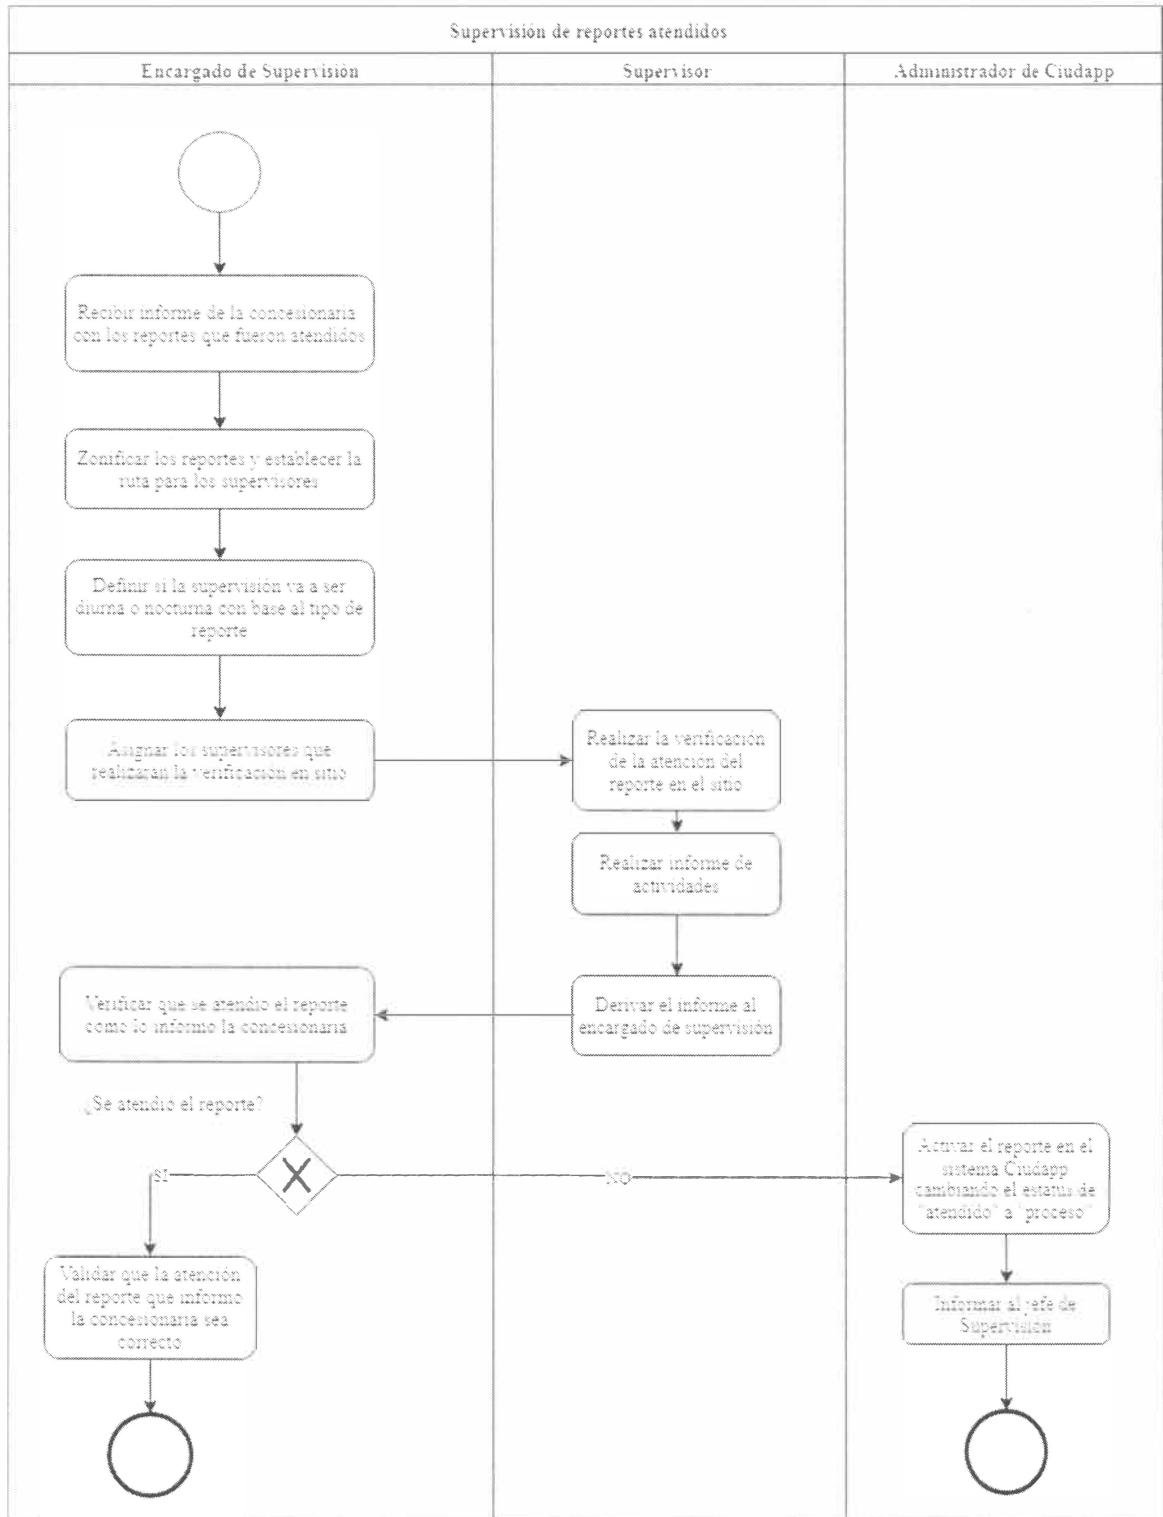 Supervisión de reportes atendidos
Encargado de Supervisión
Supervisor
Administrador de Ciudapp
Recibir informe de la concesionaria
con los reportes que fueron atendidos
Zonificar los reportes y establecer la
ruta para los supervisores
Definir si la supervisión va a ser
diurna o nocturna con base al tipo de
reporte
Asignar los supervisores que
realizaran la verificación en sitio
Realizar la verificación
de la atención del
reporte en el sitio
Realizar informe de
actividades
Derivar el informe al
encargado de supervisión
Verificar que se atendio el reporte
como lo informo la concesionaria
¿Se atendio el reporte?
SI
NO
Activar el reporte en el
sistema Ciudapp
cambiando el estatus de
"atendido" a "proceso"
Validar que la atención
del reporte que informo
la concesionaria sea
correcto
Informar al jefe de
Supervisión